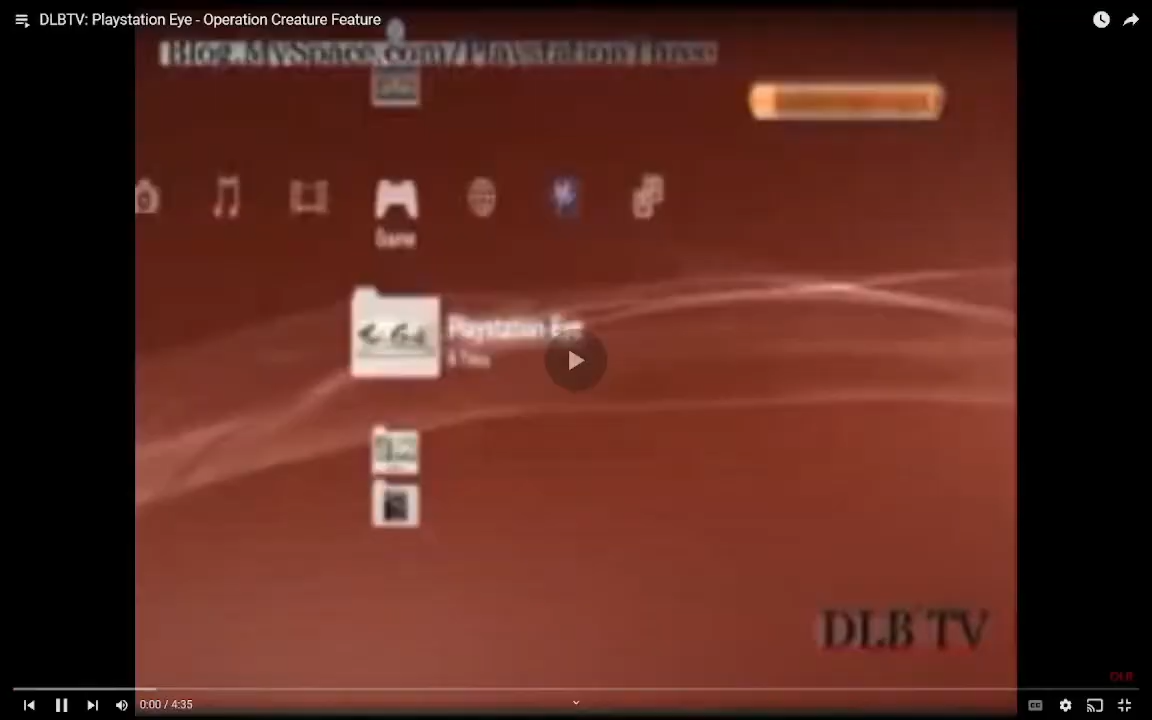 DLBTV: Playstation Eye - Operation Creature Feature
Blog.MySpace.com/PlaystationThree
Game
Playstation Eye
DLB TV
DLB
0:00 / 4:35